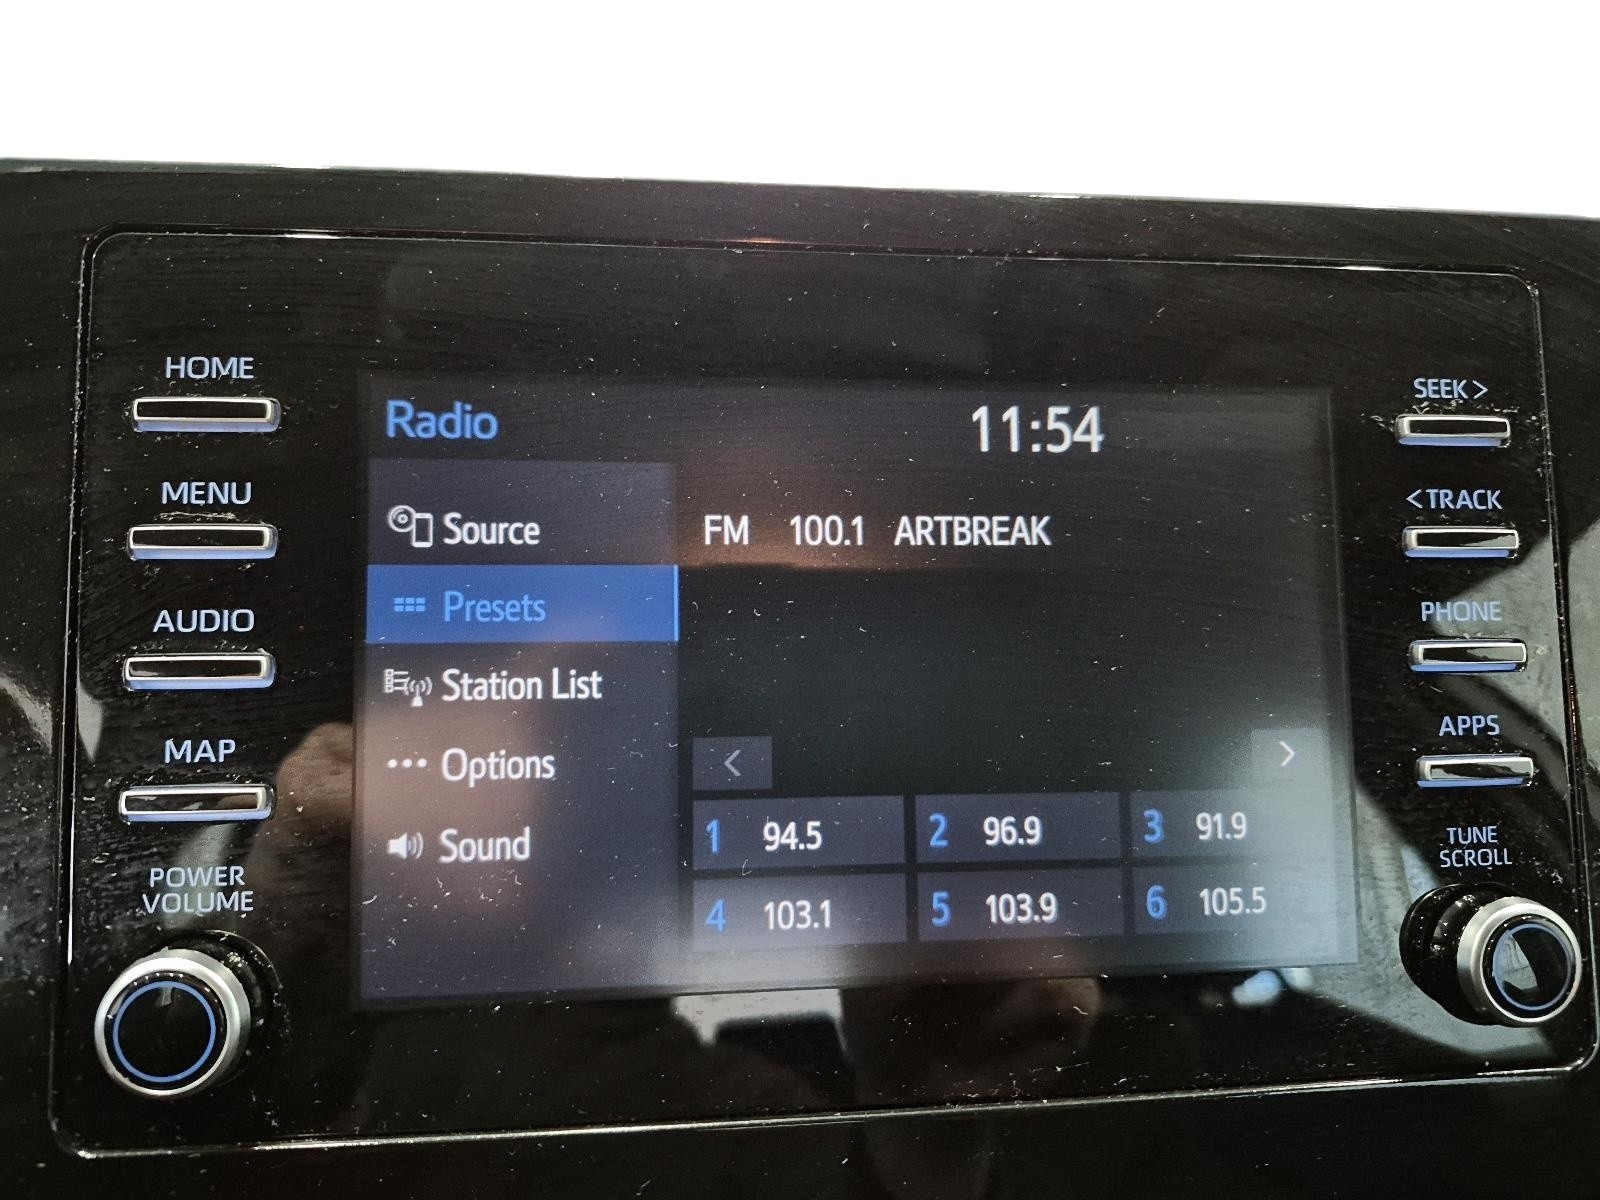 HOME
MENU
AUDIO
MAP
POWER
VOLUME
Radio
11:54
Source
Presets
Station List
Options
Sound
FM 100.1 ARTBREAK
< >
1 94.5 2 96.9 3 91.9
4 103.1 5 103.9 6 105.5
SEEK >
< TRACK
PHONE
APPS
TUNE
SCROLL